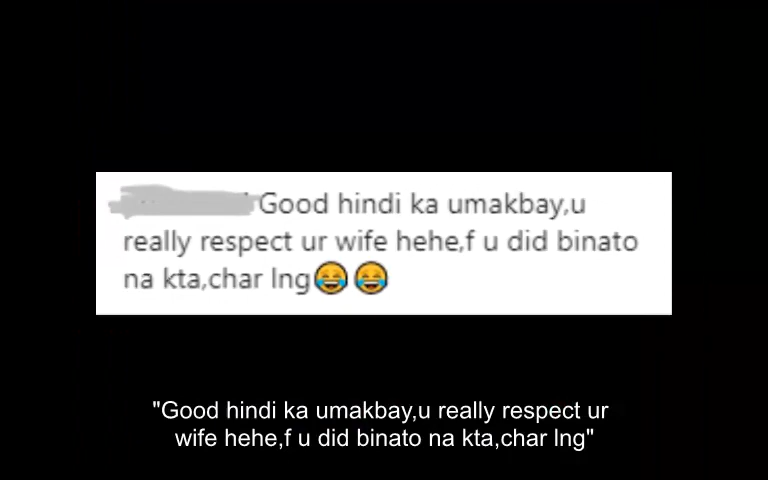 Good hindi ka umakbay,u
really respect ur wife hehe,f u did binato
na kta,char lng😂😂
"Good hindi ka umakbay,u really respect ur
wife hehe,f u did binato na kta,char lng"